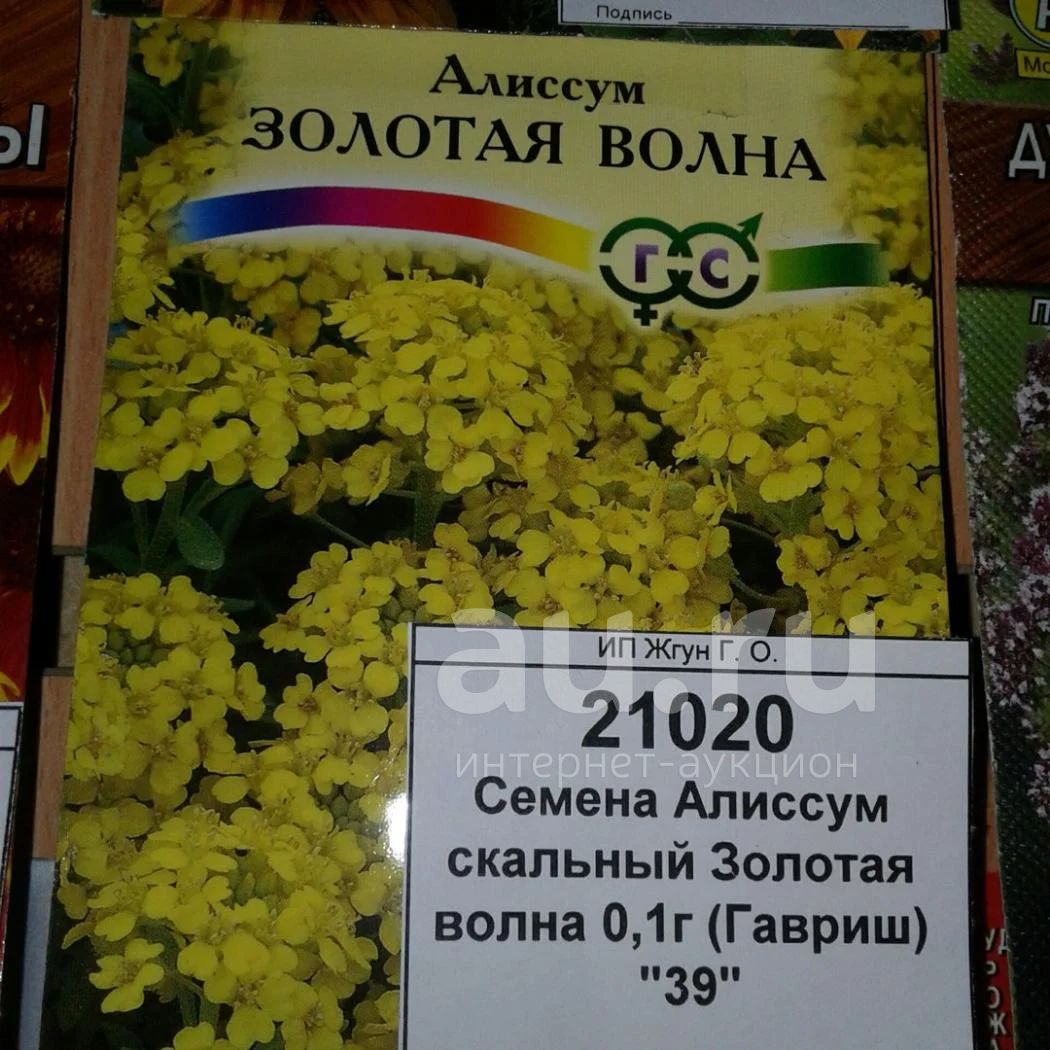 Подпись
Алиссум
ЗОЛОТАЯ ВОЛНА
Г С
ИП Жгун Г. О.
21020
Семена Алиссум
скальный Золотая
волна 0,1г (Гавриш)
"39"
au.ru
интернет-аукцион